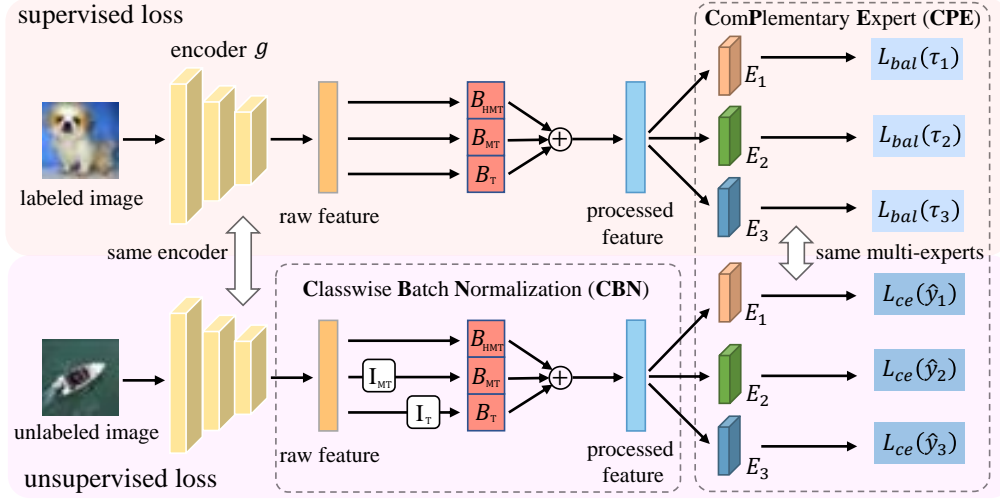 supervised loss
encoder g
ComPlementary Expert (CPE)
labeled image
raw feature
B_HMT
B_MT
B_T
processed
feature
E_1
E_2
E_3
L_bal(τ_1)
L_bal(τ_2)
L_bal(τ_3)
same encoder
same multi-experts
Classwise Batch Normalization (CBN)
unlabeled image
raw feature
I_MT
I_T
B_HMT
B_MT
B_T
processed
feature
E_1
E_2
E_3
L_ce(ŷ_1)
L_ce(ŷ_2)
L_ce(ŷ_3)
unsupervised loss